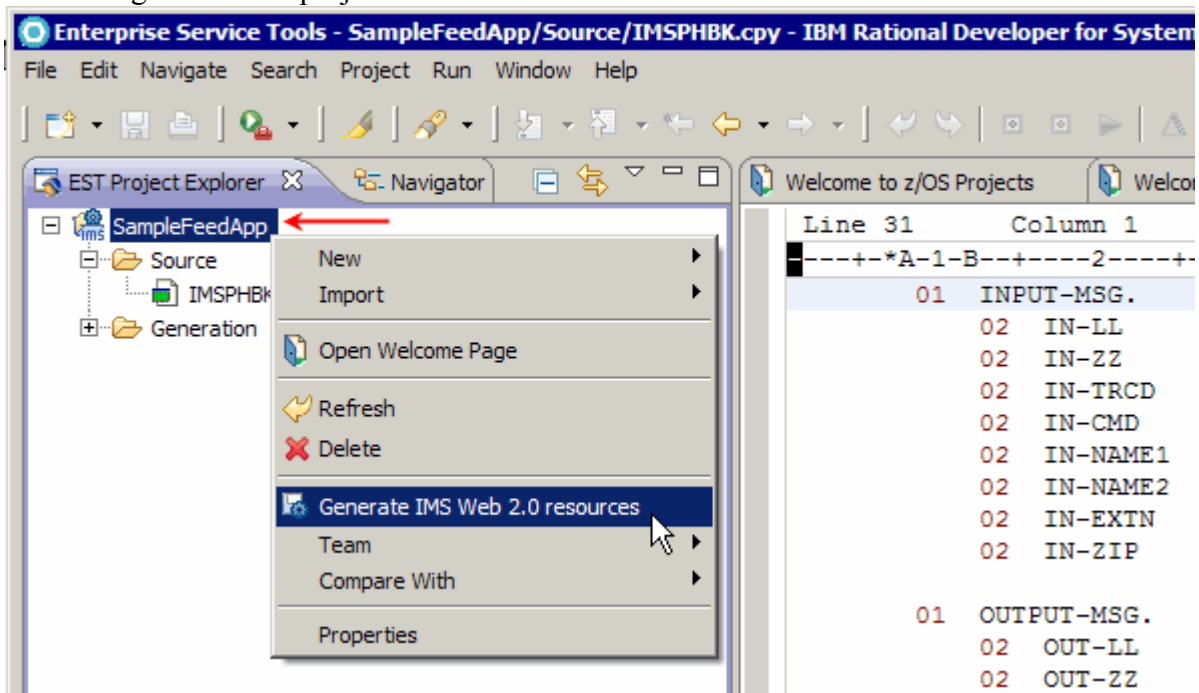 Enterprise Service Tools - SampleFeedApp/Source/IMSPHBK.cpy - IBM Rational Developer for System
File Edit Navigate Search Project Run Window Help
EST Project Explorer Navigator
SampleFeedApp
ims
Source
IMSPHBK
Generation
New
Import
Open Welcome Page
Refresh
Delete
Generate IMS Web 2.0 resources
Team
Compare With
Properties
Welcome to z/OS Projects
Line 31 Column 1
----+-*A-1-B--+----2----+-
01 INPUT-MSG.
02 IN-LL
02 IN-ZZ
02 IN-TRCD
02 IN-CMD
02 IN-NAME1
02 IN-NAME2
02 IN-EXTN
02 IN-ZIP
01 OUTPUT-MSG.
02 OUT-LL
02 OUT-ZZ